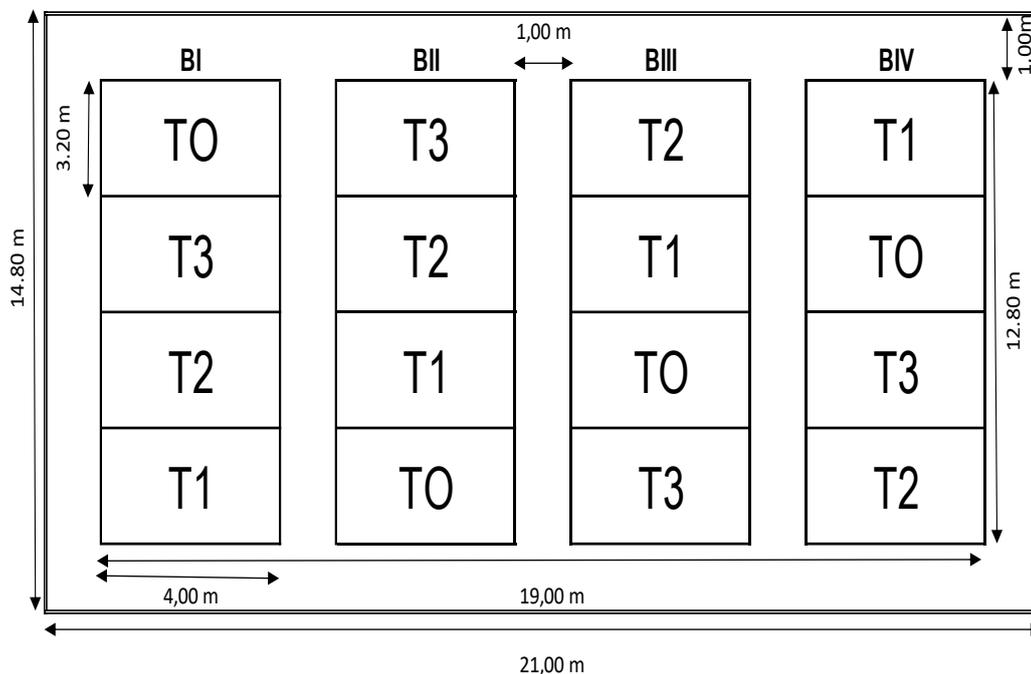 1,00 m
1.00m
BI
BII
BIII
BIV
3.20 m
TO
T3
T2
T1
T3
T2
T1
TO
14.80 m
12.80 m
T2
T1
TO
T3
T1
TO
T3
T2
4,00 m
19,00 m
21,00 m